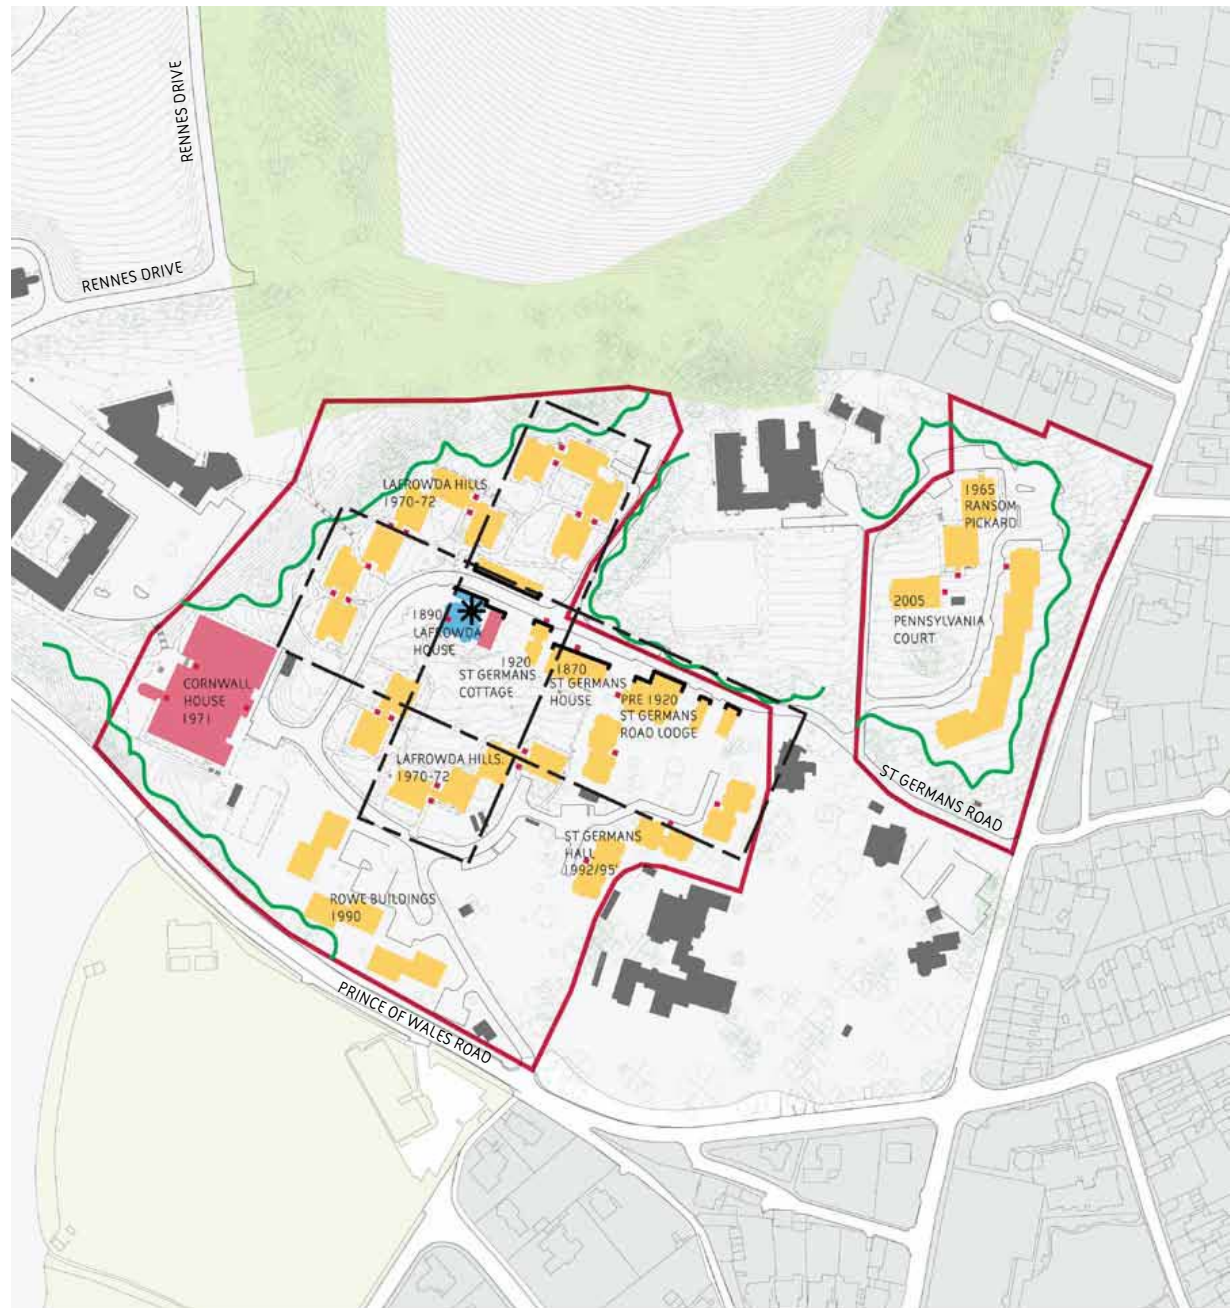 RENNES DRIVE
RENNES DRIVE
LAFROWDA HILLS
1970-72
1965
RANSOM
PICKARD
2005
PENNSYLVANIA
COURT
1890
LAFROWDA
HOUSE
1920
ST GERMANS
COTTAGE
1870
ST GERMANS
HOUSE
PRE 1920
ST GERMANS
ROAD LODGE
CORNWALL
HOUSE
1971
LAFROWDA HILLS
1970-72
ST GERMANS ROAD
ST GERMANS
HALL
1992/95'
ROWE BUILDINGS
1990
PRINCE OF WALES ROAD